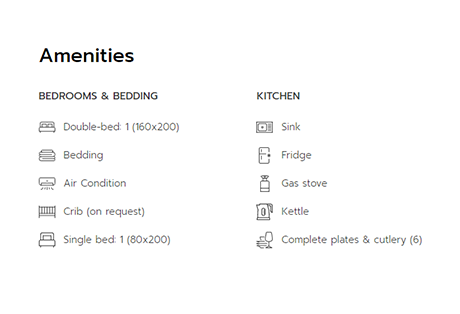 Amenities
BEDROOMS & BEDDING
Double-bed: 1 (160x200)
Bedding
Air Condition
Crib (on request)
Single bed: 1 (80x200)
KITCHEN
Sink
Fridge
Gas stove
Kettle
Complete plates & cutlery (6)